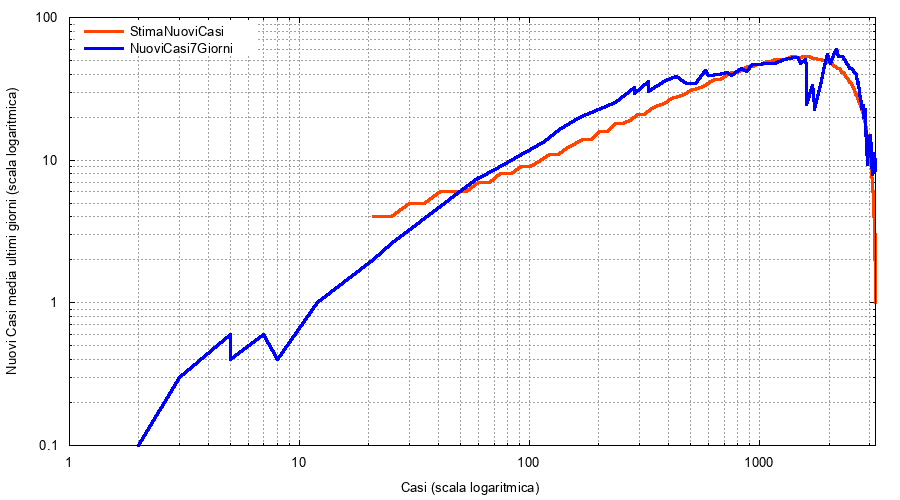 100
StimaNuoviCasi
NuoviCasi7Giorni
10
1
0.1
Nuovi Casi media ultimi giorni (scala logaritmica)
1 10 100 1000
Casi (scala logaritmica)